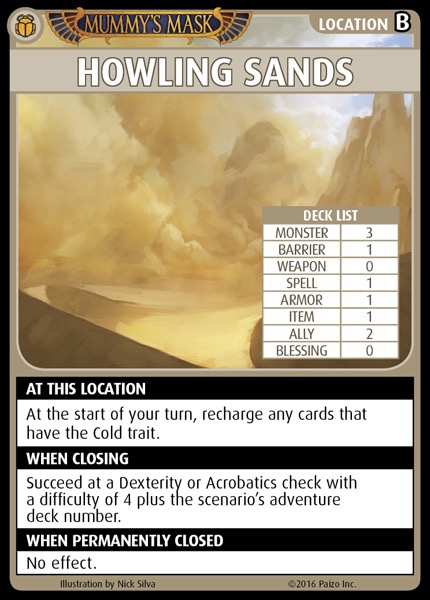 MUMMY'S MASK
LOCATION B
HOWLING SANDS
DECK LIST
MONSTER 3
BARRIER 1
WEAPON 0
SPELL 1
ARMOR 1
ITEM 1
ALLY 2
BLESSING 0
AT THIS LOCATION
At the start of your turn, recharge any cards that
have the Cold trait.
WHEN CLOSING
Succeed at a Dexterity or Acrobatics check with
a difficulty of 4 plus the scenario's adventure
deck number.
WHEN PERMANENTLY CLOSED
No effect.
Illustration by Nick Silva ©2016 Paizo Inc.